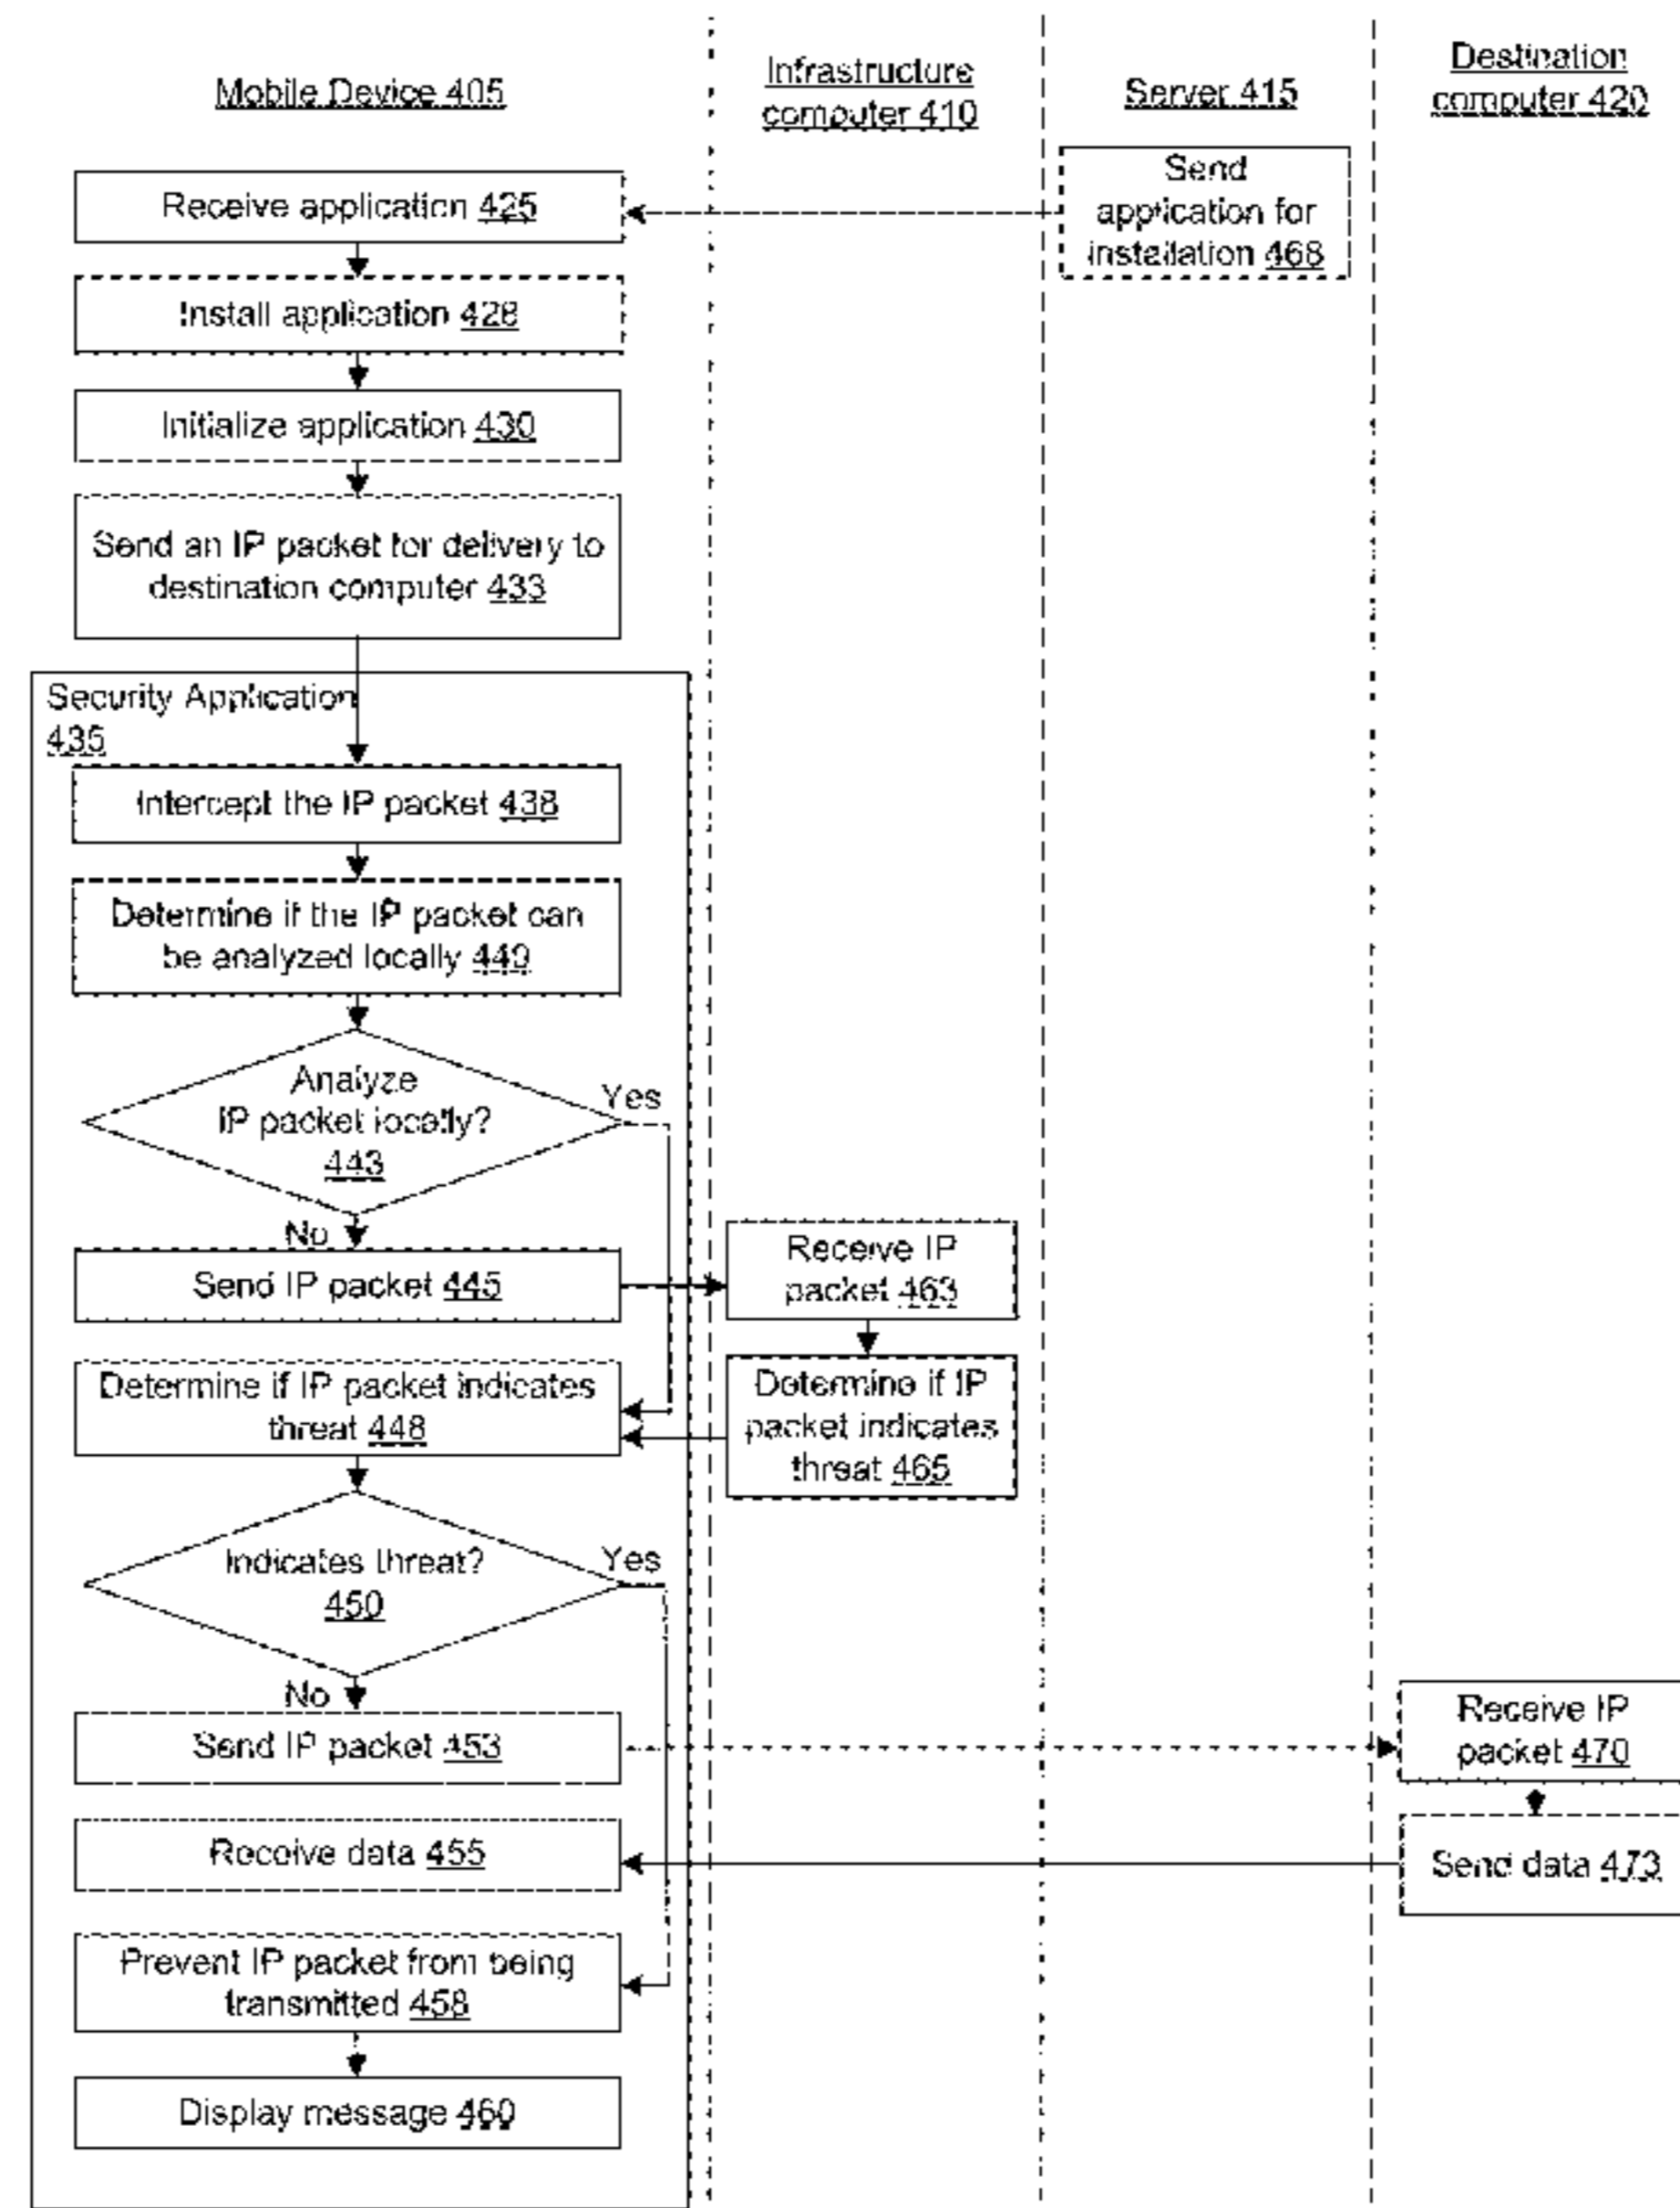 Mobile Device 405
Infrastructure
computer 410
Server 415
Destination
computer 420
Receive application 425
Send
application for
installation 468
Install application 428
Initialize application 430
Send an IP packet for delivery to
destination computer 433
Security Application
435
Intercept the IP packet 438
Determine if the IP packet can
be analyzed locally 440
Analyze
IP packet locally?
443
Yes
No
Send IP packet 445
Receive IP
packet 463
Determine if IP packet indicates
threat 448
Determine if IP
packet indicates
threat 465
Indicates threat?
450
Yes
No
Send IP packet 453
Receive IP
packet 470
Receive data 455
Send data 473
Prevent IP packet from being
transmitted 458
Display message 460